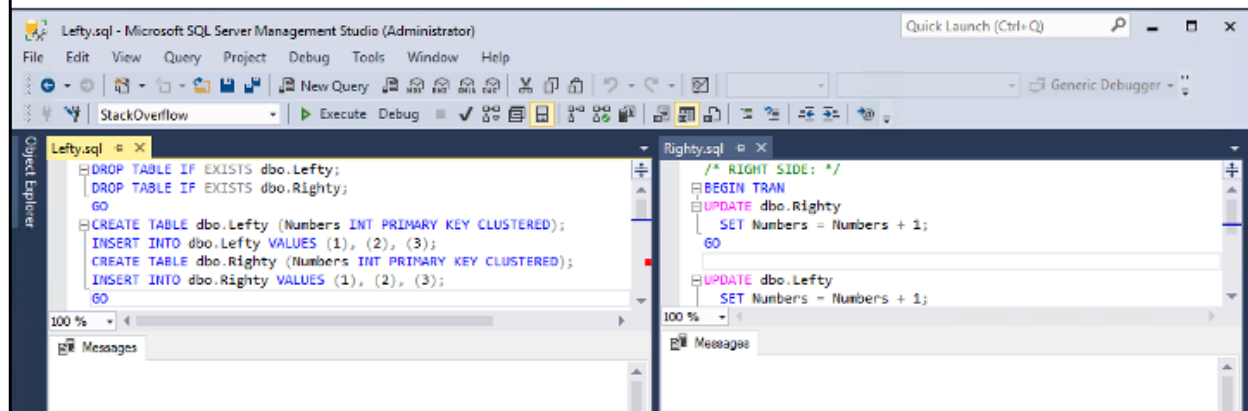 Lefty.sql - Microsoft SQL Server Management Studio (Administrator)
Quick Launch (Ctrl+Q)
File Edit View Query Project Debug Tools Window Help
New Query
Generic Debugger
StackOverflow
Execute Debug
Object Explorer
Lefty.sql
DROP TABLE IF EXISTS dbo.Lefty;
DROP TABLE IF EXISTS dbo.Righty;
GO
CREATE TABLE dbo.Lefty (Numbers INT PRIMARY KEY CLUSTERED);
INSERT INTO dbo.Lefty VALUES (1), (2), (3);
CREATE TABLE dbo.Righty (Numbers INT PRIMARY KEY CLUSTERED);
INSERT INTO dbo.Righty VALUES (1), (2), (3);
GO
100 %
Messages
Righty.sql
/* RIGHT SIDE: */
BEGIN TRAN
UPDATE dbo.Righty
SET Numbers = Numbers + 1;
GO
UPDATE dbo.Lefty
SET Numbers = Numbers + 1;
100 %
Messages